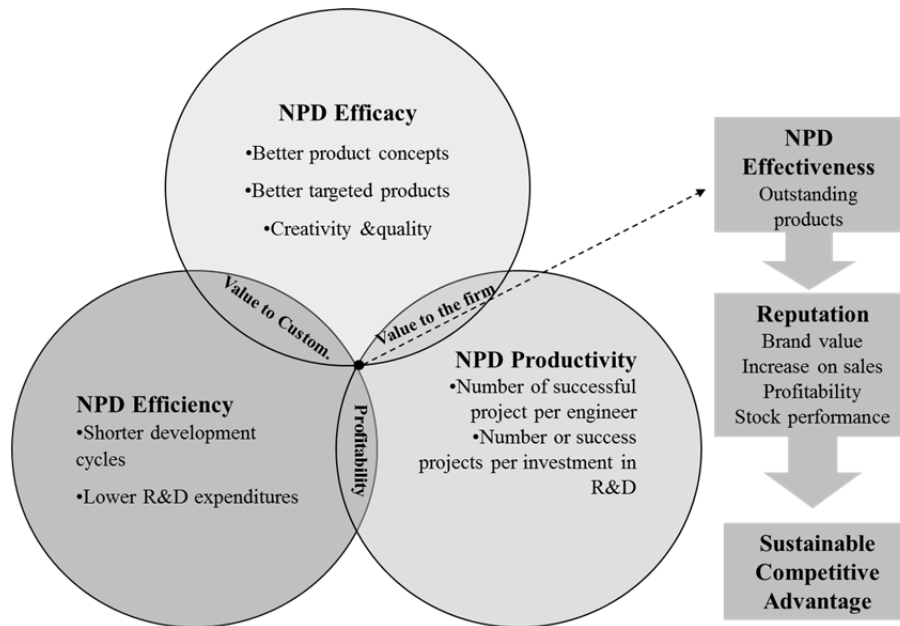 NPD Efficacy
•Better product concepts
•Better targeted products
•Creativity &quality
Value to Custom.
Value to the firm
NPD Efficiency
•Shorter development
cycles
•Lower R&D expenditures
Profitability
NPD Productivity
•Number of successful
project per engineer
•Number or success
projects per investment in
R&D
NPD
Effectiveness
Outstanding
products
Reputation
Brand value
Increase on sales
Profitability
Stock performance
Sustainable
Competitive
Advantage